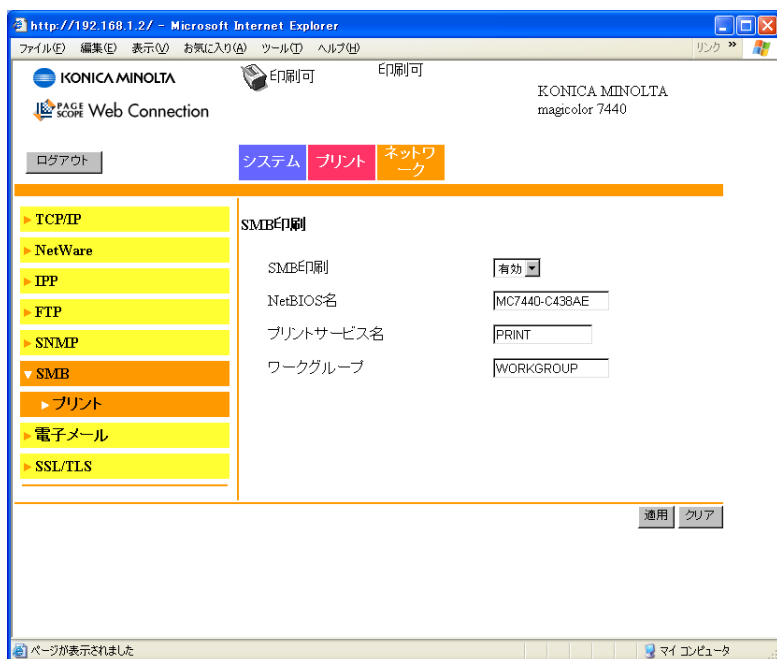 http://192.168.1.2/ - Microsoft Internet Explorer
ファイル(F) 編集(E) 表示(V) お気に入り(A) ツール(T) ヘルプ(H) リンク »
KONICA MINOLTA
印刷可
印刷可
KONICA MINOLTA
magicolor 7440
PAGE SCOPE Web Connection
ログアウト
システム
プリント
ネットワ
ーク
TCP/IP
NetWare
IPP
FTP
SNMP
SMB
プリント
電子メール
SSL/TLS
SMB印刷
SMB印刷 有効
NetBIOS名 MC7440-C438AE
プリントサービス名 PRINT
ワークグループ WORKGROUP
適用 クリア
ページが表示されました マイ コンピュータ